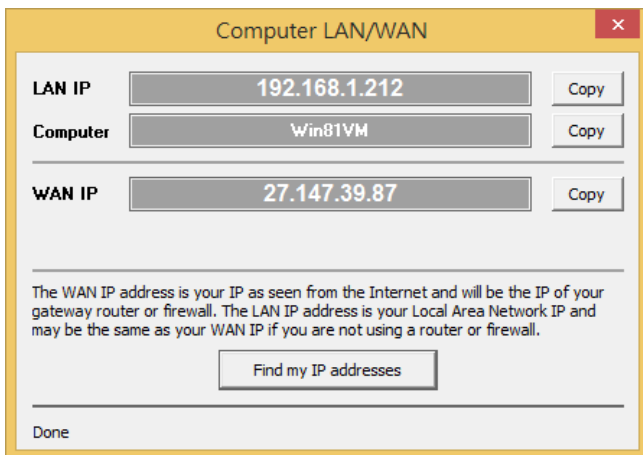 Computer LAN/WAN
LAN IP 192.168.1.212 Copy
Computer Win81VM Copy
WAN IP 27.147.39.87 Copy
The WAN IP address is your IP as seen from the Internet and will be the IP of your
gateway router or firewall. The LAN IP address is your Local Area Network IP and
may be the same as your WAN IP if you are not using a router or firewall.
Find my IP addresses
Done